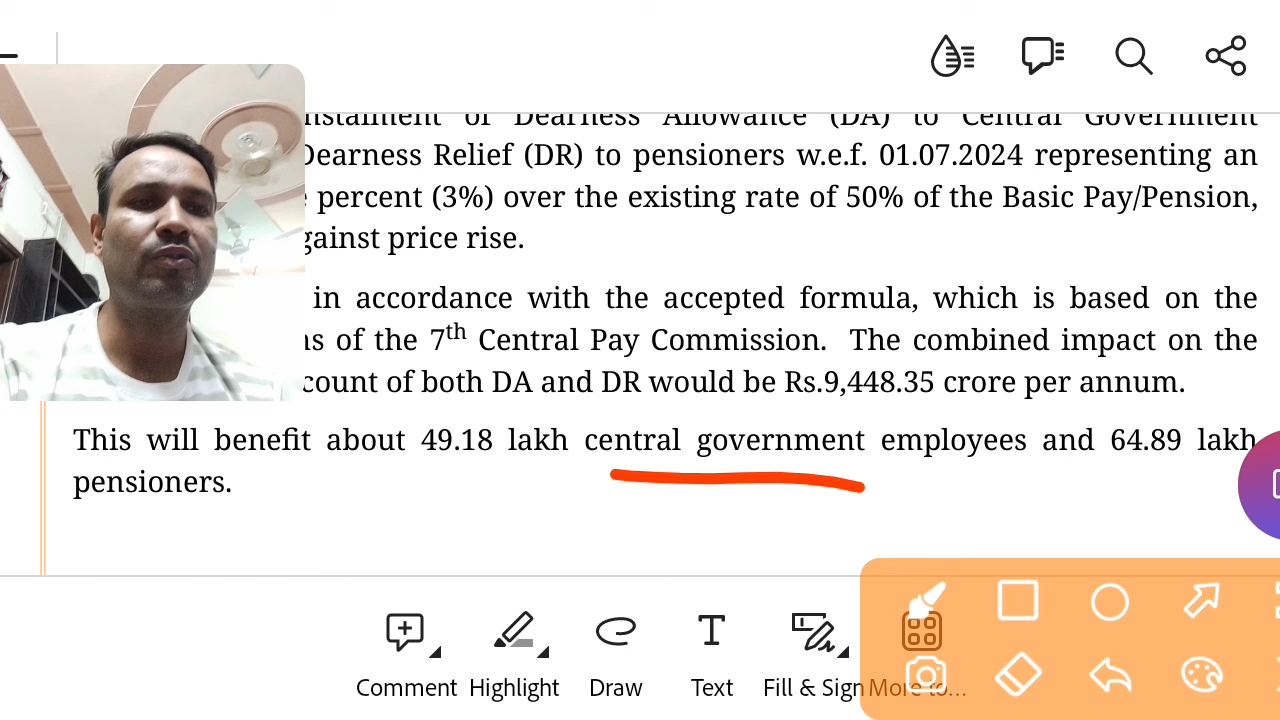 nstalment of Dearness Allowance (DA) to Central Government
Dearness Relief (DR) to pensioners w.e.f. 01.07.2024 representing an
percent (3%) over the existing rate of 50% of the Basic Pay/Pension,
gainst price rise.
in accordance with the accepted formula, which is based on the
ns of the 7th Central Pay Commission. The combined impact on the
count of both DA and DR would be Rs.9,448.35 crore per annum.
This will benefit about 49.18 lakh central government employees and 64.89 lakh
pensioners.
Comment Highlight Draw Text Fill & Sign More to...